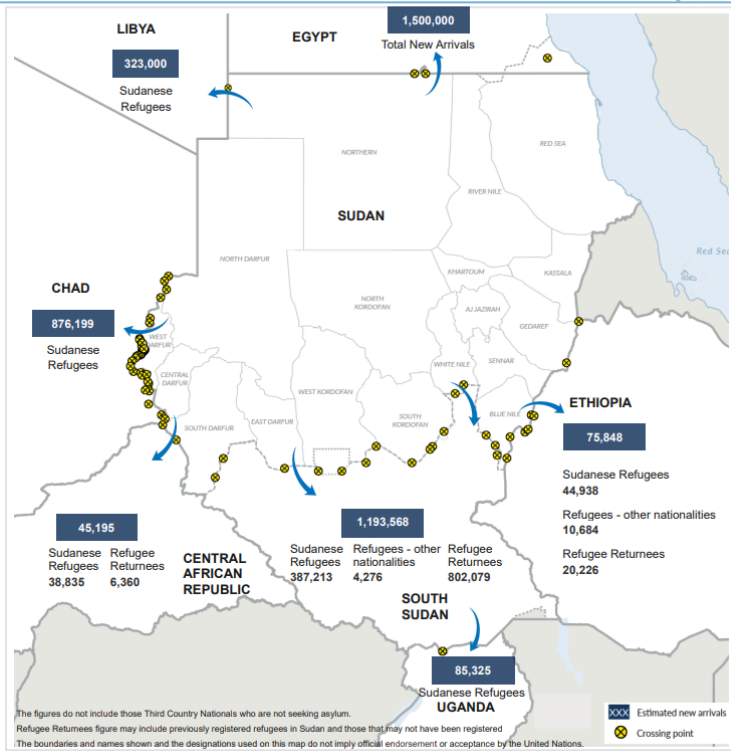 LIBYA
323,000
Sudanese
Refugees
EGYPT
1,500,000
Total New Arrivals
NORTHERN
RED SEA
RIVER NILE
SUDAN
NORTH DARFUR
KHARTOUM
KASSALA
Red Sea
NORTH
KORDOFAN
AJ JAZIRAH
GEDAREF
CHAD
876,199
Sudanese
Refugees
WEST
DARFUR
CENTRAL
DARFUR
WHITE NILE
SENNAR
WEST KORDOFAN
SOUTH
KORDOFAN
BLUE NILE
SOUTH DARFUR
EAST DARFUR
ETHIOPIA
75,848
Sudanese Refugees
44,938
Refugees - other nationalities
10,684
Refugee Returnees
20,226
45,195
Sudanese Refugee
Refugees Returnees
38,835 6,360
CENTRAL
AFRICAN
REPUBLIC
1,193,568
Sudanese Refugees - other Refugee
Refugees nationalities Returnees
387,213 4,276 802,079
SOUTH
SUDAN
85,325
Sudanese Refugees
UGANDA
The figures do not include those Third Country Nationals who are not seeking asylum.
Refugee Returnees figure may include previously registered refugees in Sudan and those that may not have been registered
The boundaries and names shown and the designations used on this map do not imply official endorsement or acceptance by the United Nations.
XXX Estimated new arrivals
Crossing point